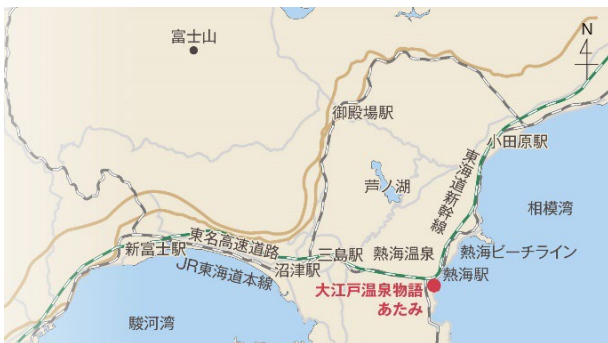 富士山
N
御殿場駅
小田原駅
東海道新幹線
芦ノ湖
相模湾
東名高速道路
新富士駅
三島駅
熱海温泉
熱海ビーチライン
沼津駅
熱海駅
JR東海道本線
大江戸温泉物語
あたみ
駿河湾